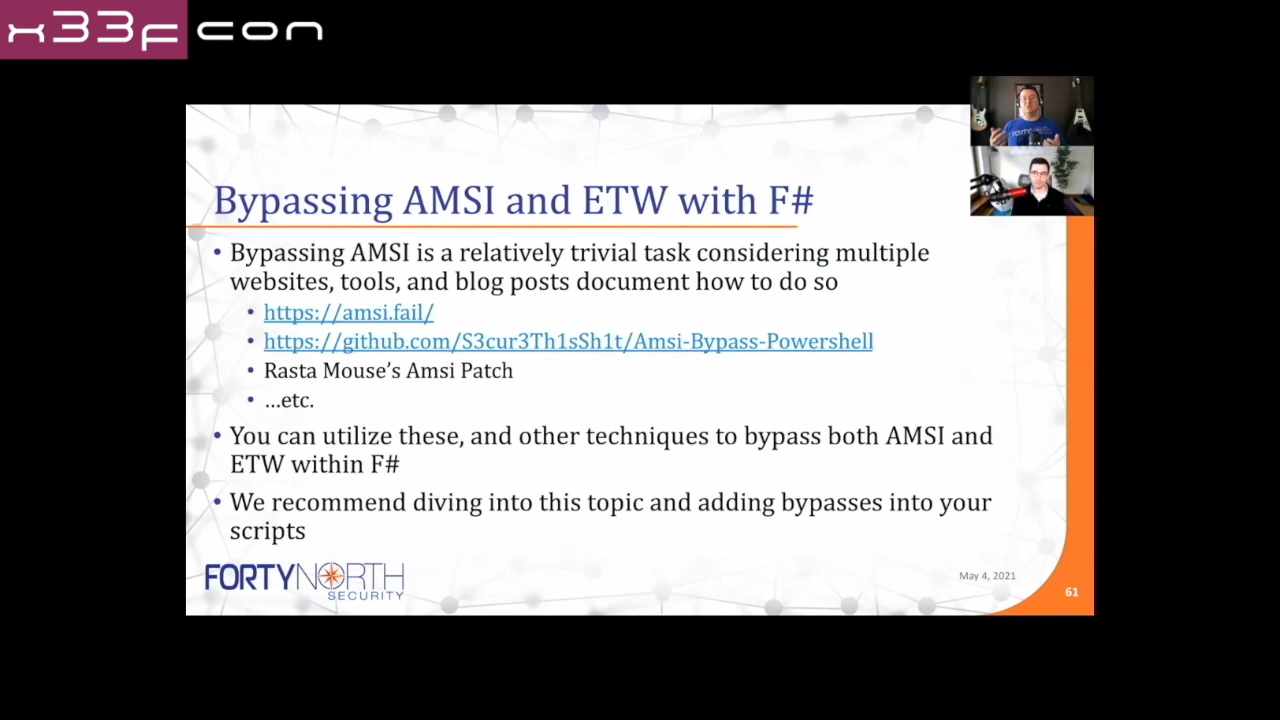 x33fcon
Bypassing AMSI and ETW with F#
• Bypassing AMSI is a relatively trivial task considering multiple
websites, tools, and blog posts document how to do so
• https://amsi.fail/
• https://github.com/S3cur3Th1sSh1t/Amsi-Bypass-Powershell
• Rasta Mouse’s Amsi Patch
• …etc.
• You can utilize these, and other techniques to bypass both AMSI and
ETW within F#
• We recommend diving into this topic and adding bypasses into your
scripts
FORTYNORTH
SECURITY
May 4, 2021
61